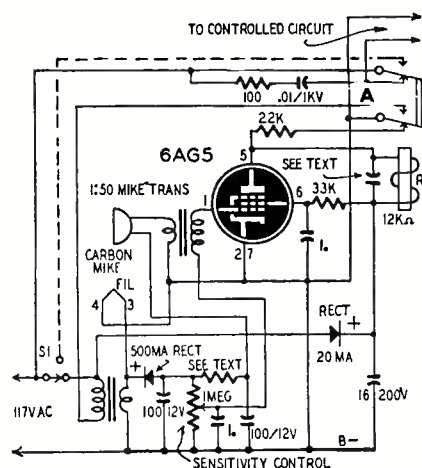 TO CONTROLLED CIRCUIT
100
.01/1KV
A
22K
6AG5
5
SEE TEXT
1:50 MIKE TRANS
1
6
33K
R
12KΩ
CARBON
MIKE
2
7
1.
FIL
4
3
RECT
+
20 MA
S1
+
500MA RECT
SEE TEXT
1MEG
117V AC
100
12V
1.
100/12V
16
200V
B-
SENSITIVITY CONTROL